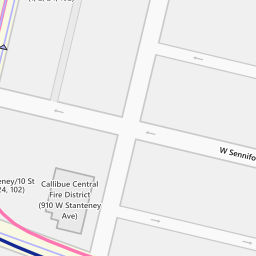 W Sennifo
eney/10 St
24, 102)
Callibue Central
Fire District
(910 W Stanteney
Ave)